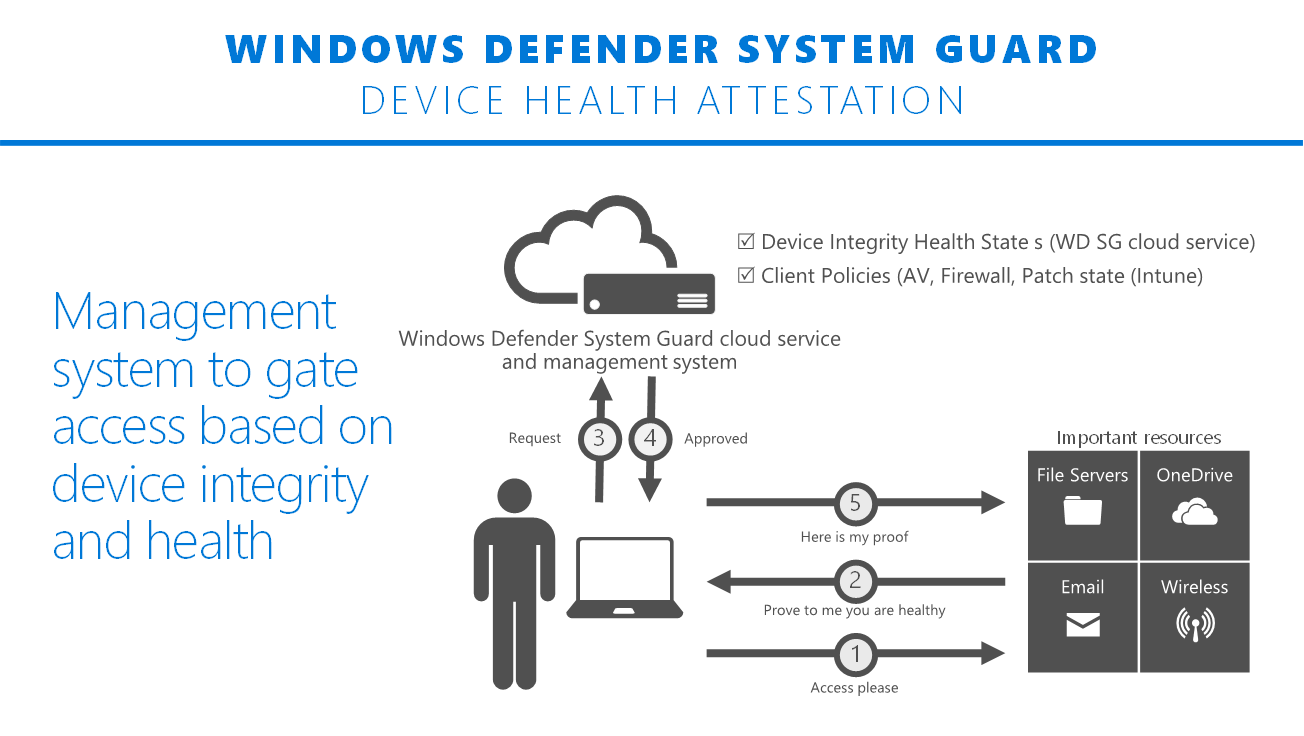 WINDOWS DEFENDER SYSTEM GUARD
DEVICE HEALTH ATTESTATION
Management
system to gate
access based on
device integrity
and health
☑ Device Integrity Health State s (WD SG cloud service)
☑ Client Policies (AV, Firewall, Patch state (Intune)
Windows Defender System Guard cloud service
and management system
Request
3
4
Approved
Important resources
File Servers
OneDrive
Email
Wireless
5
Here is my proof
2
Prove to me you are healthy
1
Access please